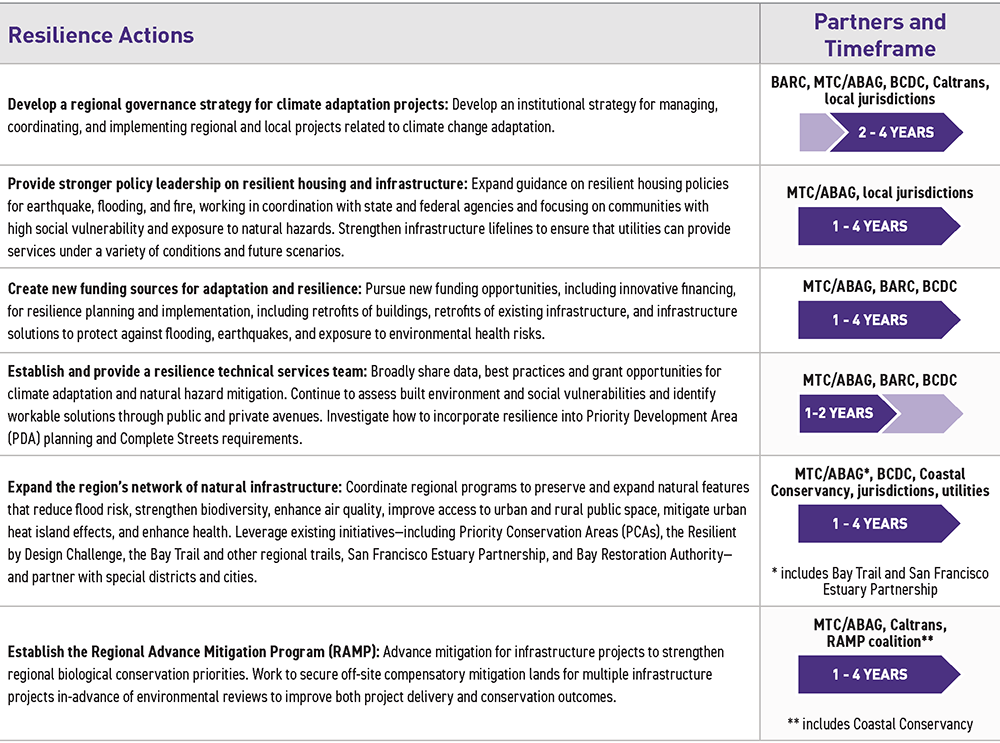 Resilience Actions
Partners and
Timeframe
Develop a regional governance strategy for climate adaptation projects: Develop an institutional strategy for managing,
coordinating, and implementing regional and local projects related to climate change adaptation.
BARC, MTC/ABAG, BCDC, Caltrans,
local jurisdictions
2 - 4 YEARS
Provide stronger policy leadership on resilient housing and infrastructure: Expand guidance on resilient housing policies
for earthquake, flooding, and fire, working in coordination with state and federal agencies and focusing on communities with
high social vulnerability and exposure to natural hazards. Strengthen infrastructure lifelines to ensure that utilities can provide
services under a variety of conditions and future scenarios.
MTC/ABAG, local jurisdictions
1 - 4 YEARS
Create new funding sources for adaptation and resilience: Pursue new funding opportunities, including innovative financing,
for resilience planning and implementation, including retrofits of buildings, retrofits of existing infrastructure, and infrastructure
solutions to protect against flooding, earthquakes, and exposure to environmental health risks.
MTC/ABAG, BARC, BCDC
1 - 4 YEARS
Establish and provide a resilience technical services team: Broadly share data, best practices and grant opportunities for
climate adaptation and natural hazard mitigation. Continue to assess built environment and social vulnerabilities and identify
workable solutions through public and private avenues. Investigate how to incorporate resilience into Priority Development Area
(PDA) planning and Complete Streets requirements.
MTC/ABAG, BARC, BCDC
1-2 YEARS
Expand the region's network of natural infrastructure: Coordinate regional programs to preserve and expand natural features
that reduce flood risk, strengthen biodiversity, enhance air quality, improve access to urban and rural public space, mitigate urban
heat island effects, and enhance health. Leverage existing initiatives—including Priority Conservation Areas (PCAs), the Resilient
by Design Challenge, the Bay Trail and other regional trails, San Francisco Estuary Partnership, and Bay Restoration Authority—
and partner with special districts and cities.
MTC/ABAG*, BCDC, Coastal
Conservancy, jurisdictions, utilities
1 - 4 YEARS
* includes Bay Trail and San Francisco
Estuary Partnership
Establish the Regional Advance Mitigation Program (RAMP): Advance mitigation for infrastructure projects to strengthen
regional biological conservation priorities. Work to secure off-site compensatory mitigation lands for multiple infrastructure
projects in-advance of environmental reviews to improve both project delivery and conservation outcomes.
MTC/ABAG, Caltrans,
RAMP coalition**
1 - 4 YEARS
** includes Coastal Conservancy